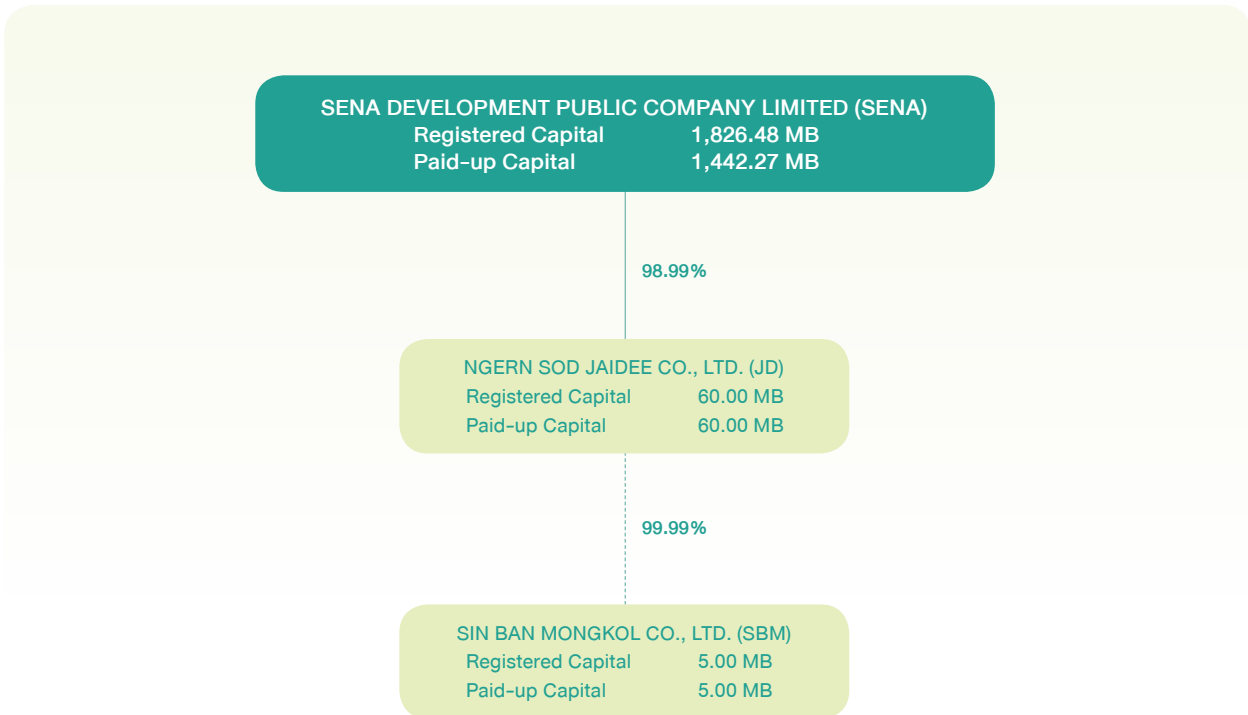 SENA DEVELOPMENT PUBLIC COMPANY LIMITED (SENA)
Registered Capital 1,826.48 MB
Paid-up Capital 1,442.27 MB
98.99%
NGERN SOD JAIDEE CO., LTD. (JD)
Registered Capital 60.00 MB
Paid-up Capital 60.00 MB
99.99%
SIN BAN MONGKOL CO., LTD. (SBM)
Registered Capital 5.00 MB
Paid-up Capital 5.00 MB